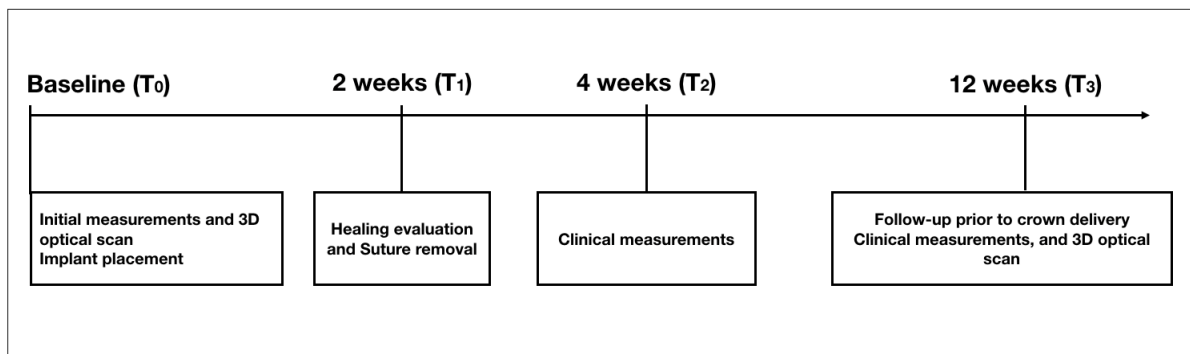 Baseline (T0)
2 weeks (T1)
4 weeks (T2)
12 weeks (T3)
Initial measurements and 3D
optical scan
Implant placement
Healing evaluation
and Suture removal
Clinical measurements
Follow-up prior to crown delivery
Clinical measurements, and 3D optical
scan